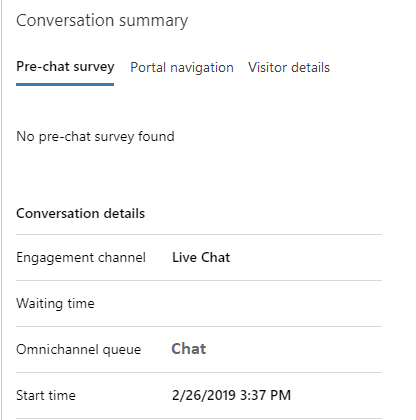 Conversation summary
Pre-chat survey Portal navigation Visitor details
No pre-chat survey found
Conversation details
Engagement channel Live Chat
Waiting time
Omnichannel queue Chat
Start time 2/26/2019 3:37 PM